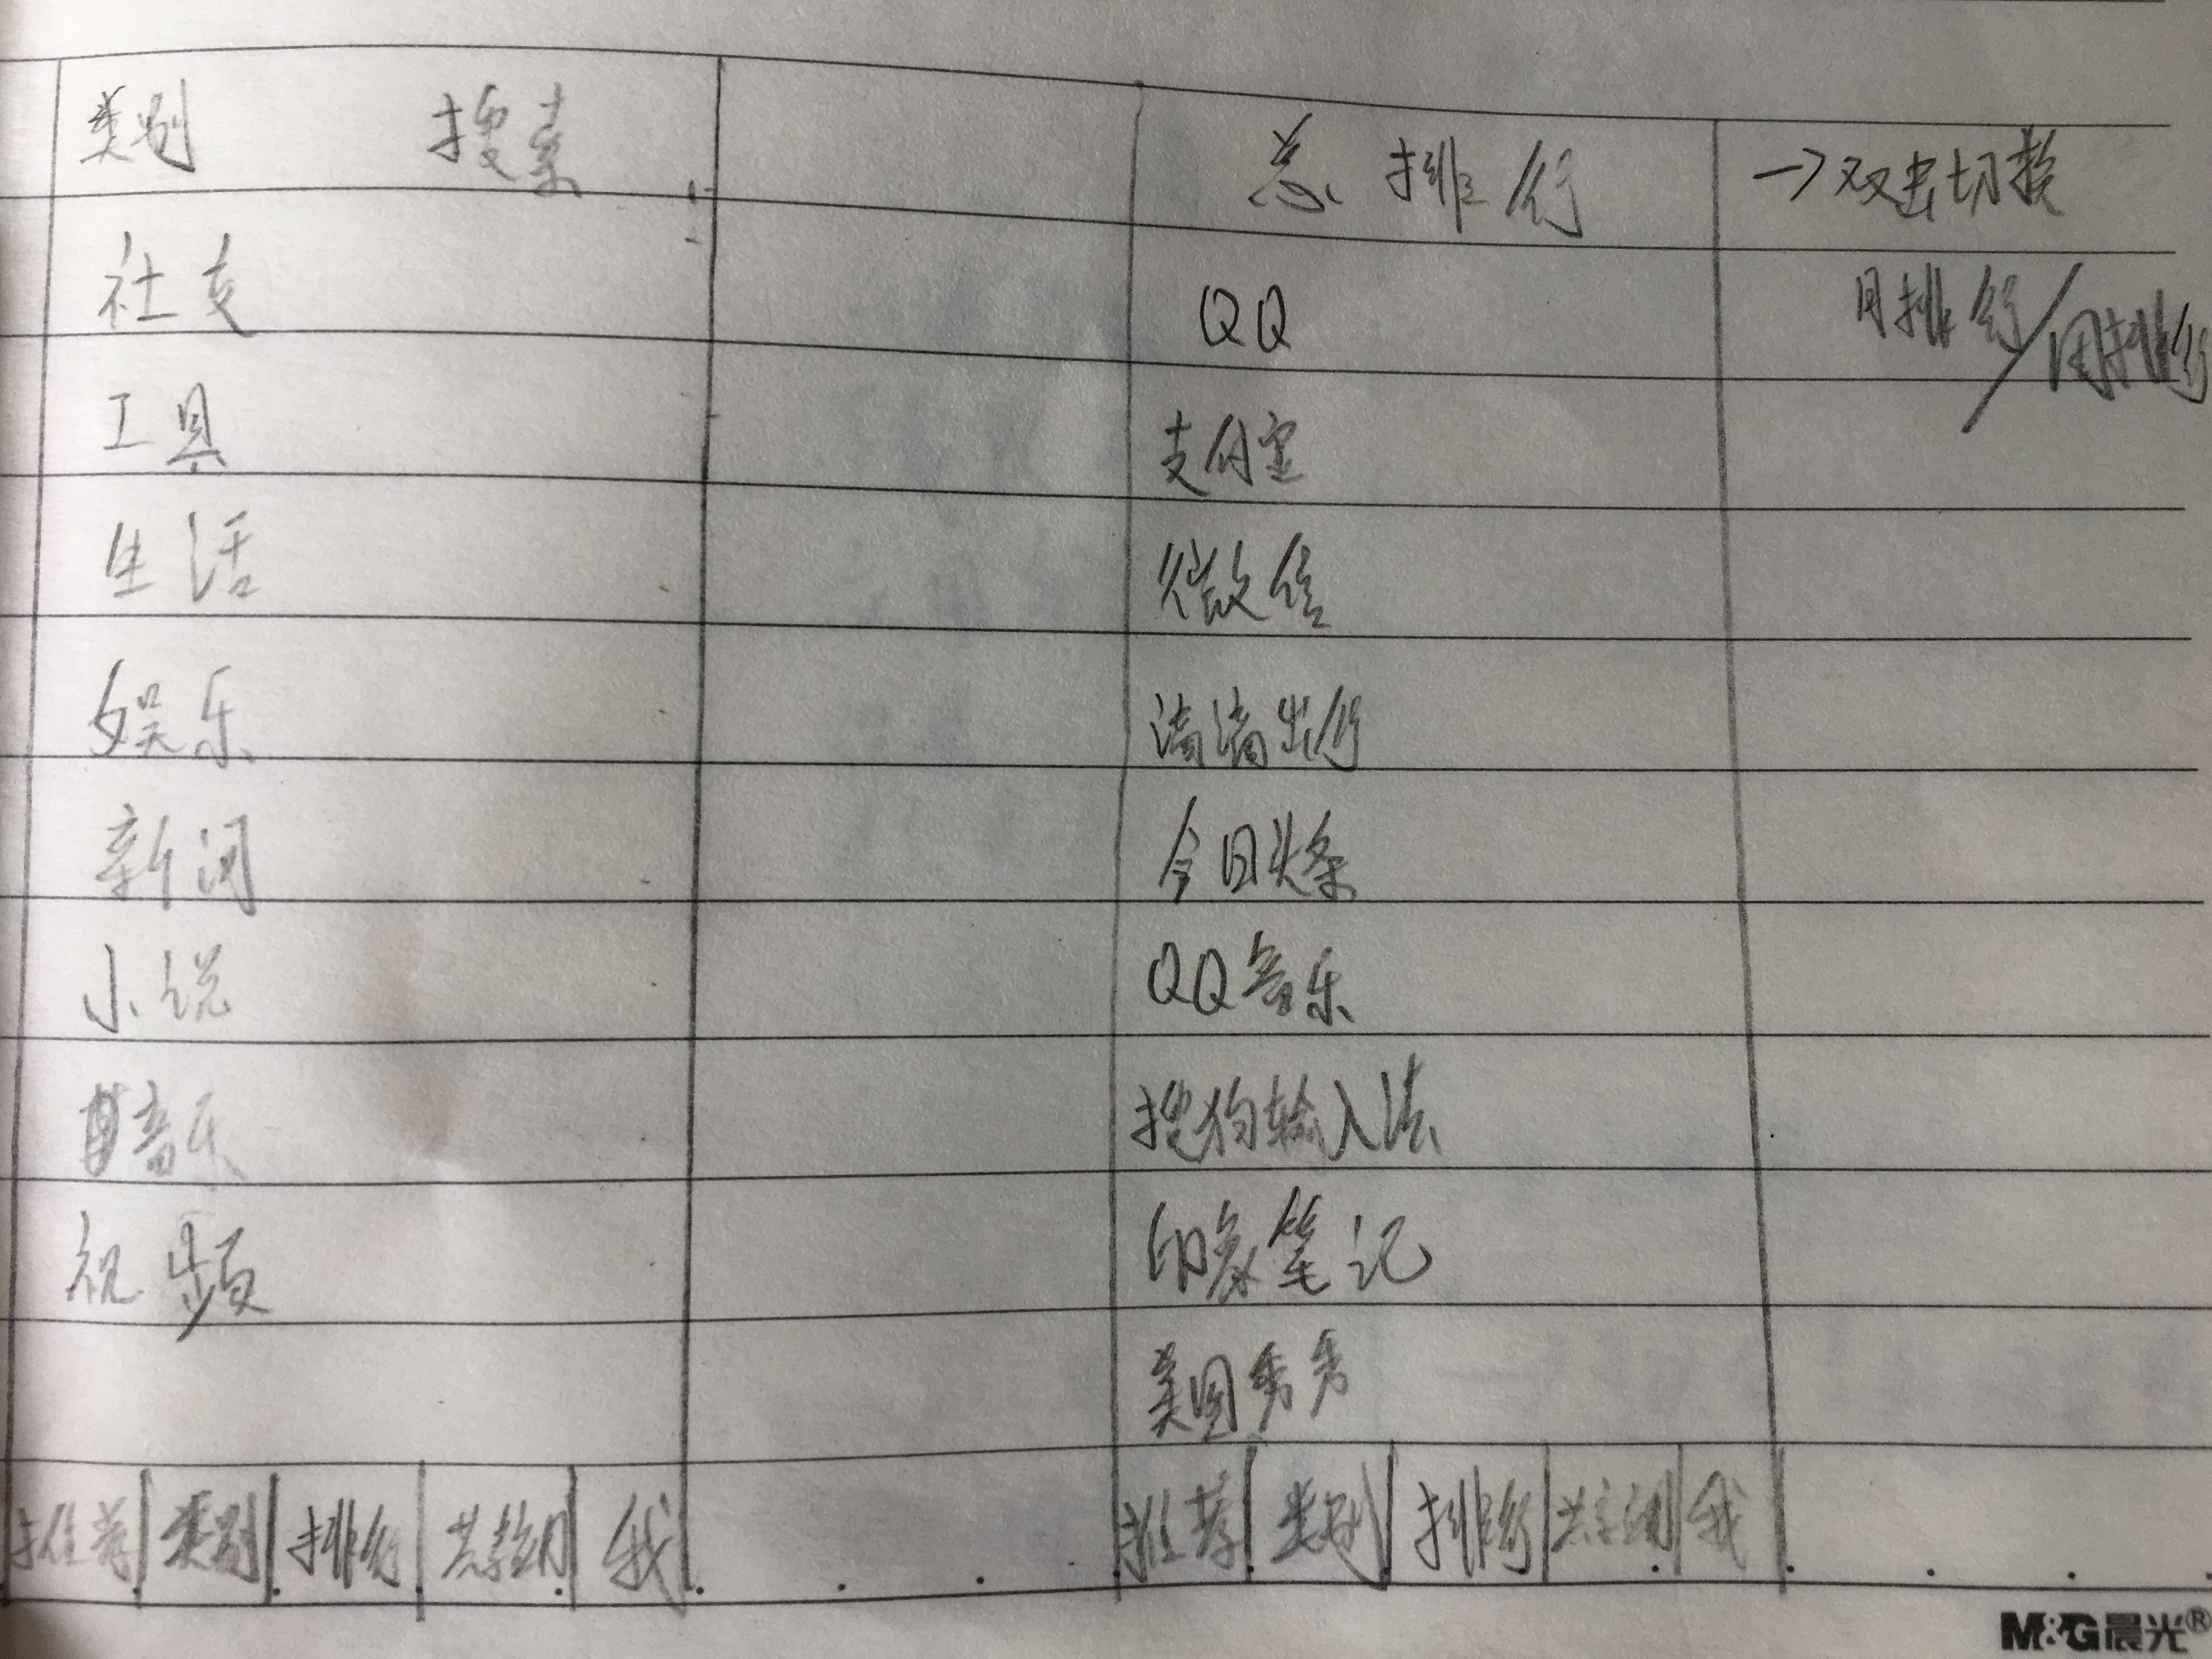 类别 搜索
社交
工具
生活
娱乐
新闻
小说
音乐
视频
推荐 类别 排行 我
总排行 →双击切换
月排行/周排行
QQ
支付宝
微信
滴滴出行
今日头条
QQ音乐
搜狗输入法
印象笔记
美图秀秀
推荐 类别 排行 我
M&G晨光®